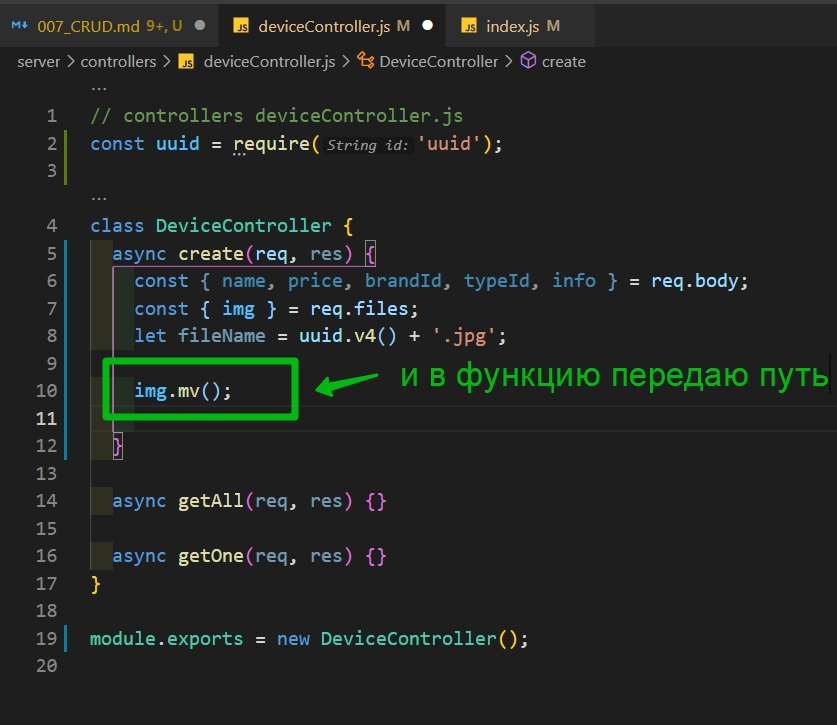 007_CRUD.md 9+, U deviceController.js M index.js M
server > controllers > JS deviceController.js > DeviceController > create
...
1 // controllers deviceController.js
2 const uuid = require( String id: 'uuid');
3
...
4 class DeviceController {
5 async create(req, res) {
6 const { name, price, brandId, typeId, info } = req.body;
7 const { img } = req.files;
8 let fileName = uuid.v4() + '.jpg';
9
10 img.mv(); и в функцию передаю путь
11
12 }
13
14 async getAll(req, res) {}
15
16 async getOne(req, res) {}
17 }
18
19 module.exports = new DeviceController();
20